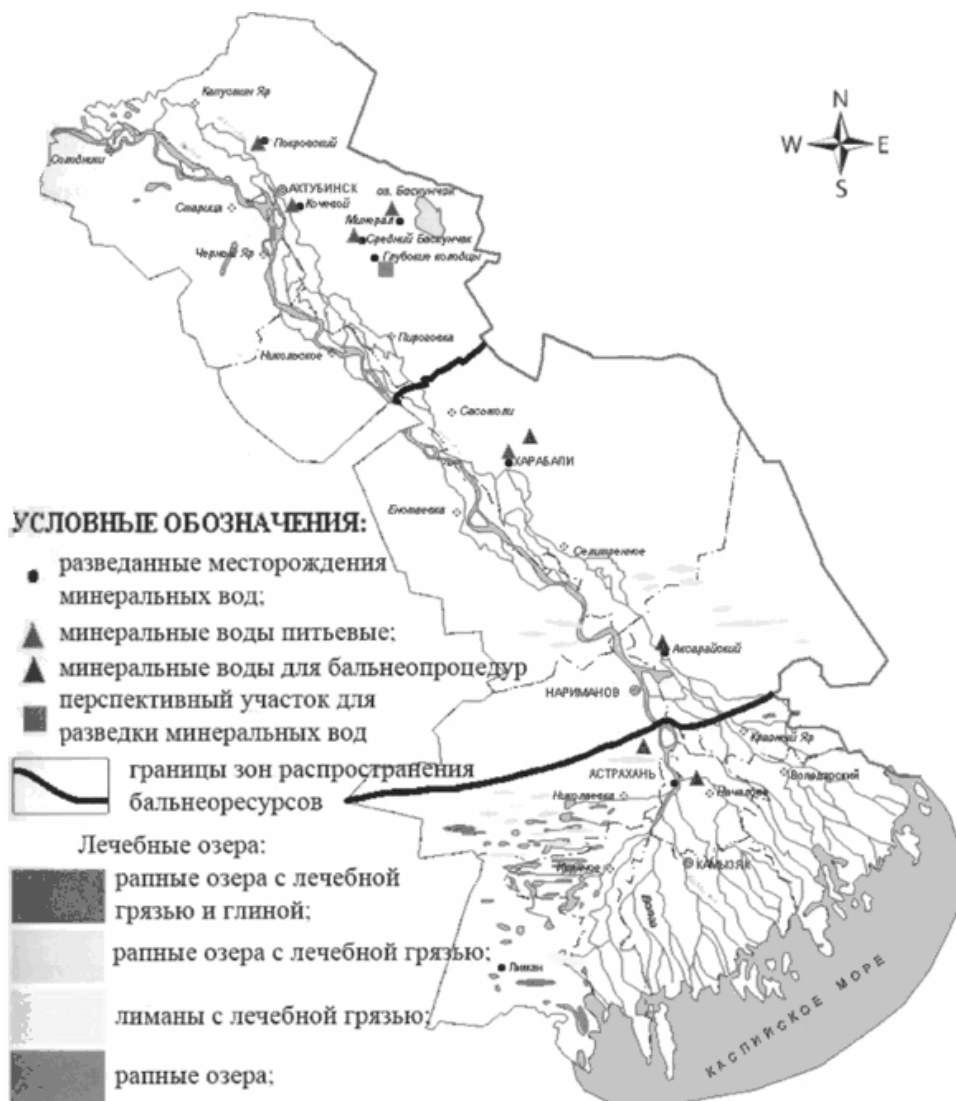 Капустин Яр
N
W E
S
Солодники
Покровский
АХТУБИНСК
оз. Баскунчак
Старица
Кочевой
Минерал
Средний Баскунчак
Черный Яр
Глубокие колодцы
Никольское
Пироговка
Сасыколи
ХАРАБАЛИ
Енотаевка
Селитренное
УСЛОВНЫЕ ОБОЗНАЧЕНИЯ:
разведанные месторождения
минеральных вод;
минеральные воды питьевые;
минеральные воды для бальнеопроцедур
перспективный участок для
разведки минеральных вод
границы зон распространения
бальнеоресурсов
Лечебные озера:
рапные озера с лечебной
грязью и глиной;
рапные озера с лечебной грязью;
лиманы с лечебной грязью;
рапные озера;
Аксарайский
НАРИМАНОВ
Красный Яр
Володарский
АСТРАХАНЬ
Николаевка
Началово
КАМЫЗЯК
Волга
Лиман
КАСПИЙСКОЕ МОРЕ